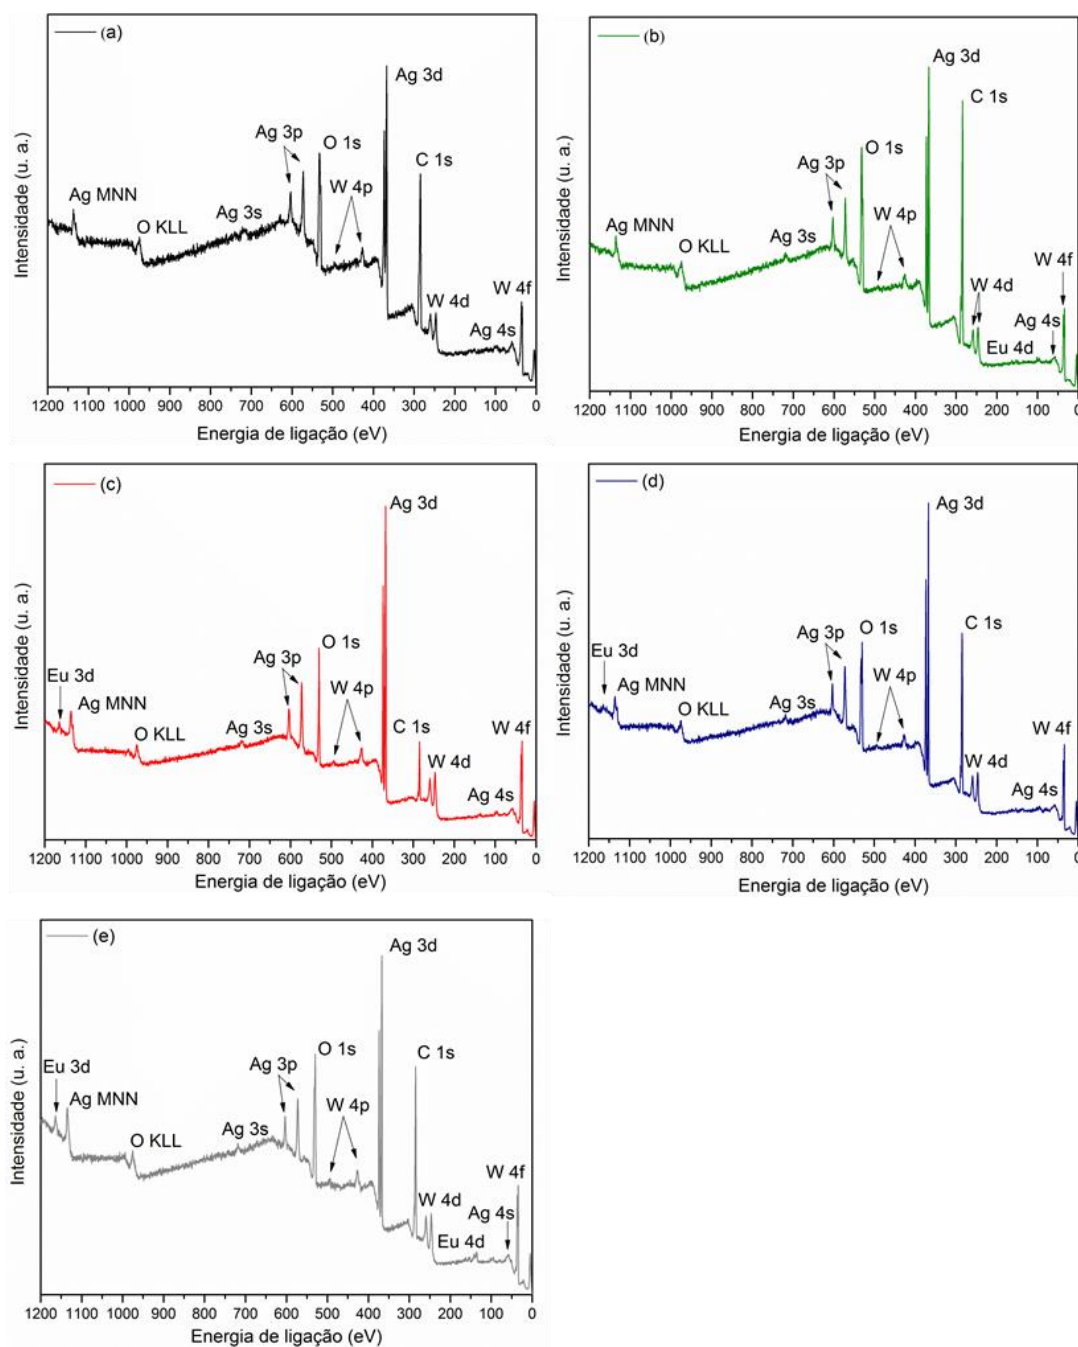 (a)
Ag 3d
C 1s
O 1s
Ag 3p
W 4p
Ag MNN
O KLL
Ag 3s
W 4d
W 4f
Ag 4s
Intensidade (u. a.)
1200 1100 1000 900 800 700 600 500 400 300 200 100 0
Energia de ligação (eV)
(b)
Ag 3d
C 1s
O 1s
Ag 3p
W 4p
Ag MNN
O KLL
Ag 3s
W 4f
W 4d
Ag 4s
Eu 4d
Intensidade (u. a.)
1200 1100 1000 900 800 700 600 500 400 300 200 100 0
Energia de ligação (eV)
(c)
Ag 3d
O 1s
Ag 3p
W 4p
Eu 3d
Ag MNN
O KLL
Ag 3s
C 1s
W 4f
W 4d
Ag 4s
Intensidade (u. a.)
1200 1100 1000 900 800 700 600 500 400 300 200 100 0
Energia de ligação (eV)
(d)
Ag 3d
C 1s
O 1s
Ag 3p
W 4p
Eu 3d
Ag MNN
O KLL
Ag 3s
W 4f
W 4d
Ag 4s
Intensidade (u. a.)
1200 1100 1000 900 800 700 600 500 400 300 200 100 0
Energia de ligação (eV)
(e)
Ag 3d
C 1s
O 1s
Ag 3p
W 4p
Eu 3d
Ag MNN
O KLL
Ag 3s
W 4f
W 4d
Ag 4s
Eu 4d
Intensidade (u. a.)
1200 1100 1000 900 800 700 600 500 400 300 200 100 0
Energia de ligação (eV)